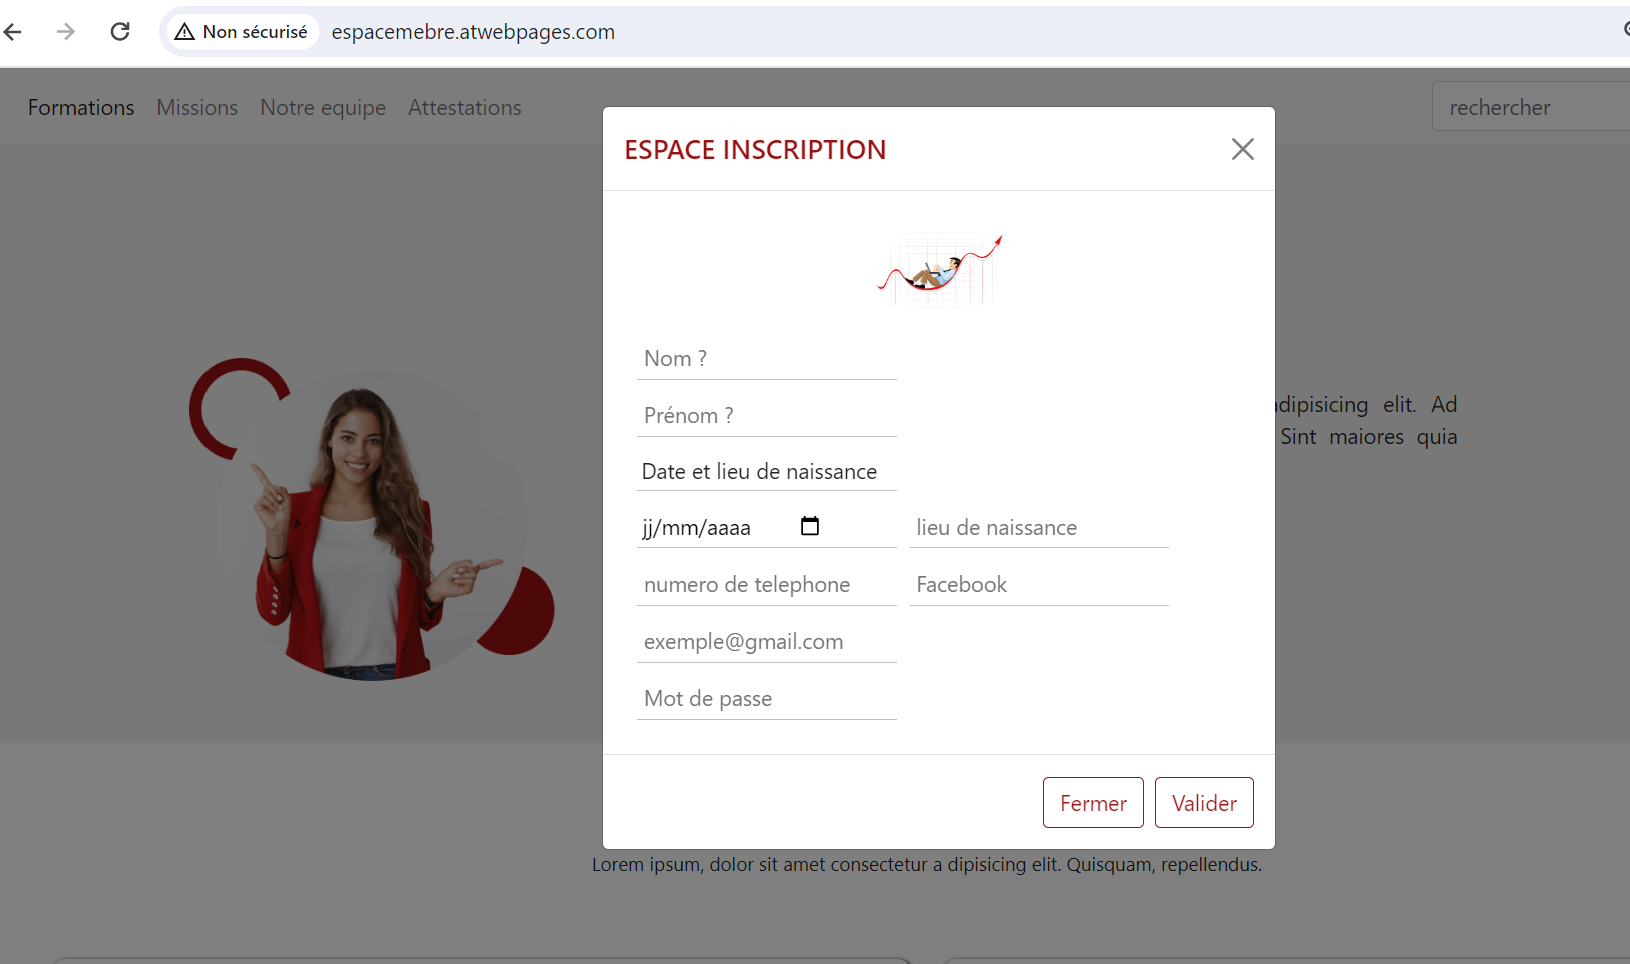 Non sécurisé espacemebre.atwebpages.com
Formations Missions Notre equipe Attestations rechercher
ESPACE INSCRIPTION
Nom ?
Prénom ?
dipisicing elit. Ad
Sint maiores quia
Date et lieu de naissance
jj/mm/aaaa lieu de naissance
numero de telephone Facebook
exemple@gmail.com
Mot de passe
Fermer Valider
Lorem ipsum, dolor sit amet consectetur a dipisicing elit. Quisquam, repellendus.